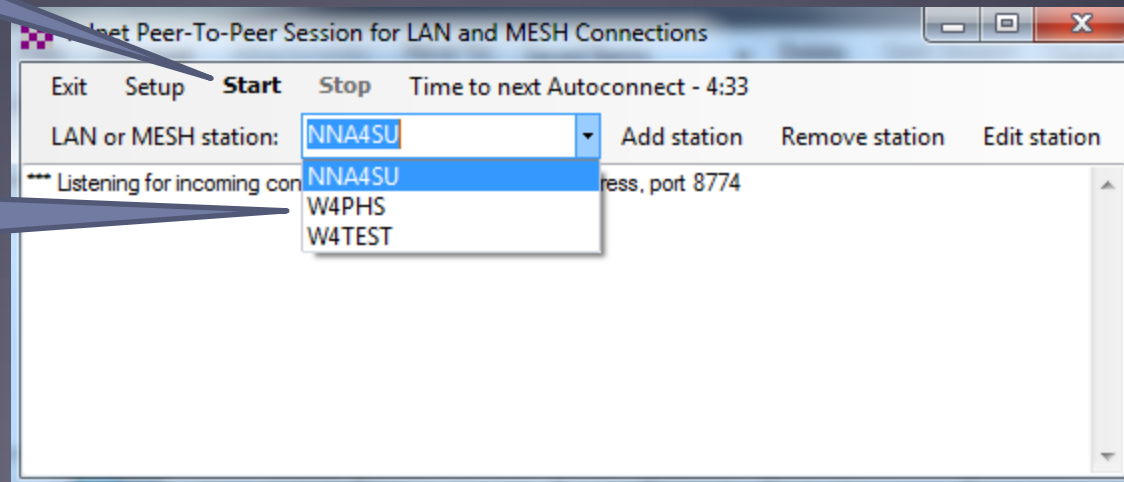 Peer-To-Peer Session for LAN and MESH Connections
Exit Setup Start Stop Time to next Autoconnect - 4:33
LAN or MESH station: NNA4SU Add station Remove station Edit station
*** Listening for incoming port 8774
NNA4SU
W4PHS
W4TEST